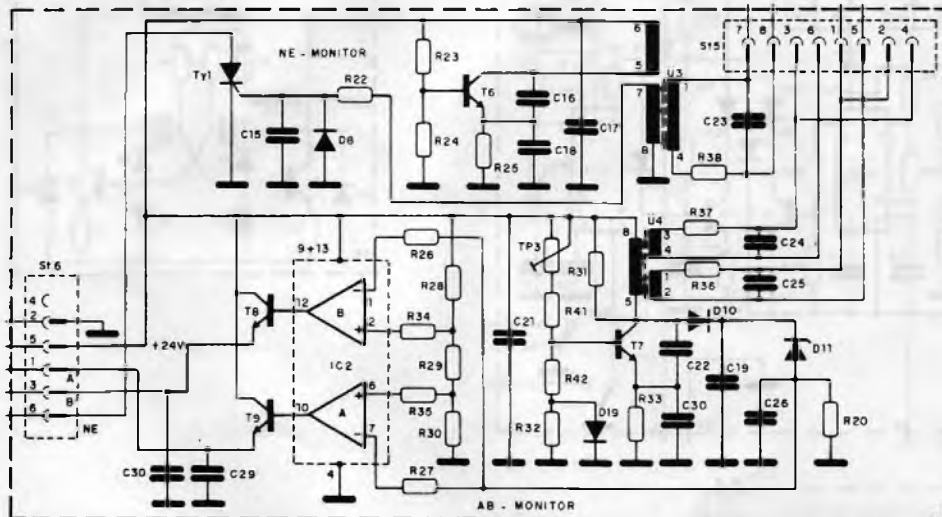 7 8 3 6 1 5 2 4
St5
NE - MONITOR
Ty1
R22
C15
D8
R23
R24
T6
R25
C16
C18
C17
6
5
7
8
Ü3
1
4
C23
R38
9+13
R26
R28
TP3
R31
8
5
Ü4
3
4
1
2
R37
C24
R36
C25
St6
4
2
5
1
3
6
A
B
NE
+24V
T8
T9
12
10
B
A
1
2
6
7
IC2
4
R34
R29
R35
R30
R27
C21
R41
R42
R32
D19
T7
R33
C22
C30
D10
C19
D11
C26
R20
C30
C29
AB - MONITOR